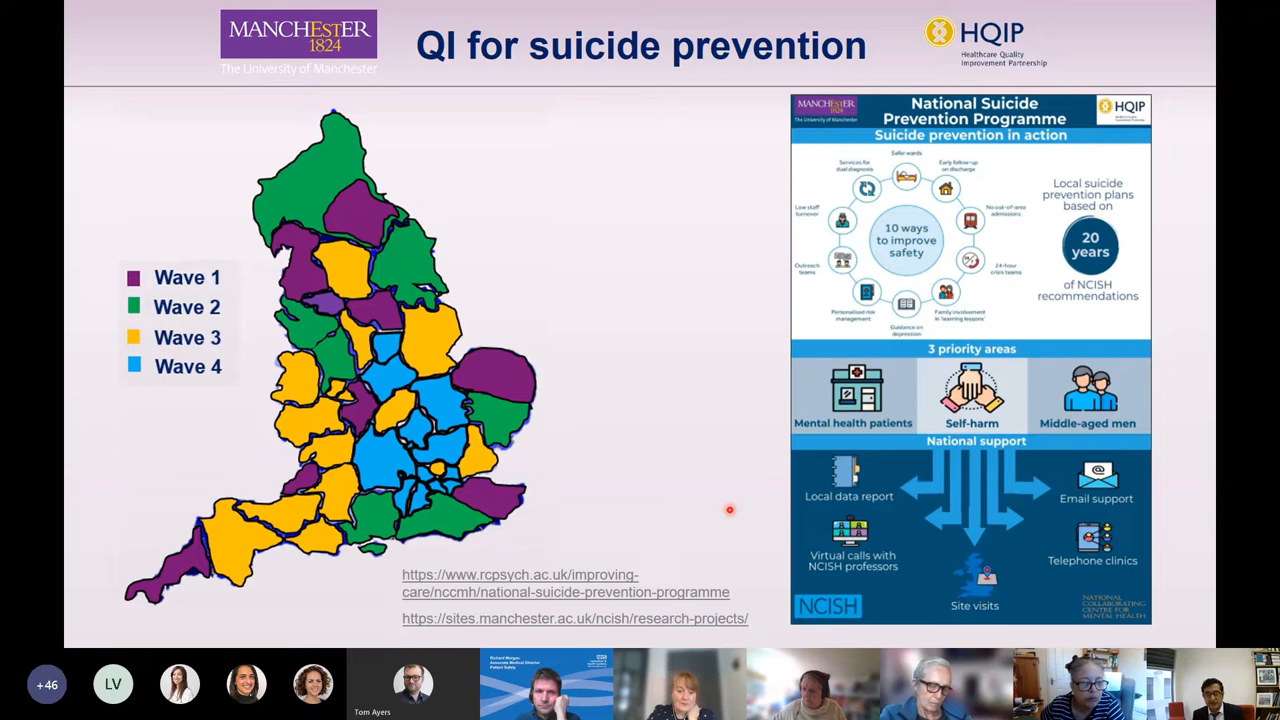 MANCHESTER
1824
The University of Manchester
QI for suicide prevention
HQIP
Healthcare Quality
Improvement Partnership
Wave 1
Wave 2
Wave 3
Wave 4
https://www.rcpsych.ac.uk/improving-
care/nccmh/national-suicide-prevention-programme
ttps://sites.manchester.ac.uk/ncish/research-projects/
MANCHESTER
1824
The University of Manchester
National Suicide
Prevention Programme
HQIP
Suicide prevention in action
Safer wards
Services for
dual diagnosis
Early follow-up
on discharge
Low staff
turnover
No out-of-area
admissions
10 ways
to improve
safety
Outreach
teams
24-hour
crisis teams
Personalised risk
management
Family involvement
in 'learning lessons'
Guidance on
depression
Local suicide
prevention plans
based on
20
years
of NCISH
recommendations
3 priority areas
Mental health patients
Self-harm
Middle-aged men
National support
Local data report
Email support
Virtual calls with
NCISH professors
Telephone clinics
Site visits
NCISH
NATIONAL
COLLABORATING
CENTRE FOR
MENTAL HEALTH
+46
LV
Tom Ayers
Richard Morgan
Associate Medical Director
Patient Safety
NHS